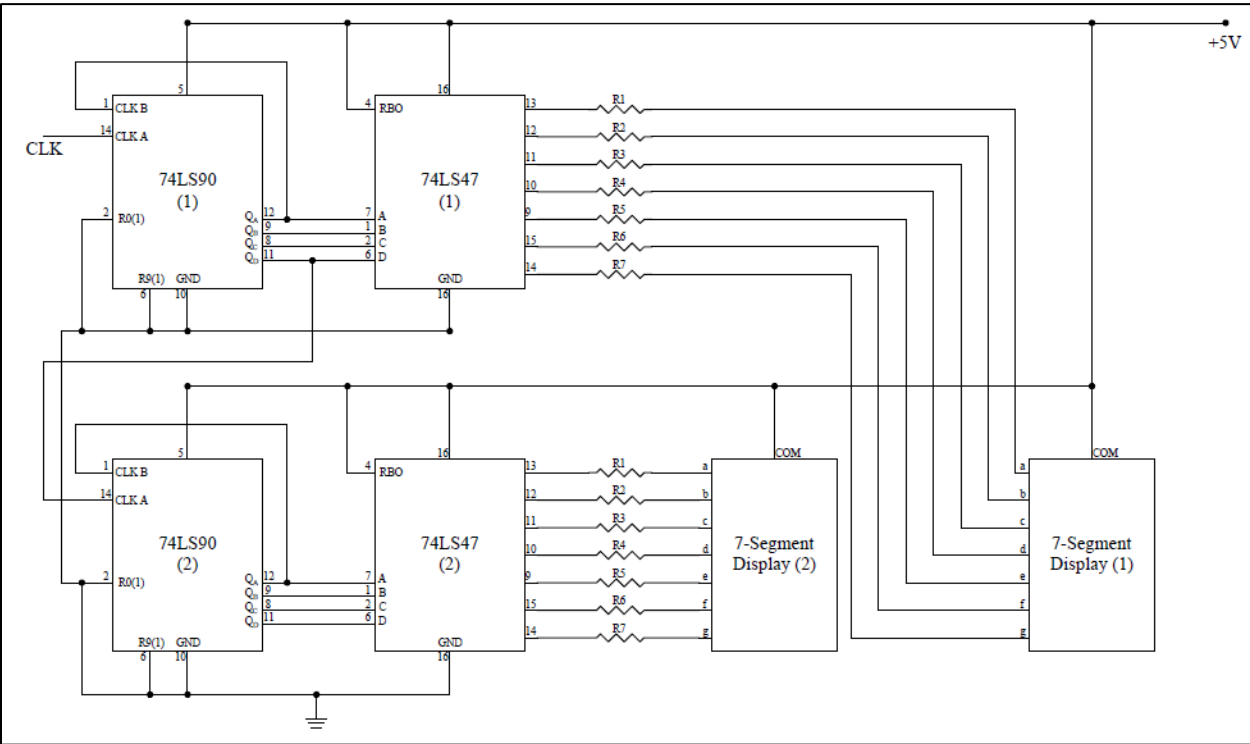 +5V
5
16
1 CLK B
14 CLK A
CLK
74LS90
(1)
2 R0(1)
QA 12
QB 9
QC 8
QD 11
R9(1) GND
6 10
4 RBO
74LS47
(1)
7 A
1 B
2 C
6 D
GND
16
13 R1
12 R2
11 R3
10 R4
9 R5
15 R6
14 R7
5
16
1 CLK B
14 CLK A
74LS90
(2)
2 R0(1)
QA 12
QB 9
QC 8
QD 11
R9(1) GND
6 10
4 RBO
74LS47
(2)
7 A
1 B
2 C
6 D
GND
16
13 R1 a
12 R2 b
11 R3 c
10 R4 d
9 R5 e
15 R6 f
14 R7 g
COM
7-Segment
Display (2)
COM
a
b
c
d
e
f
g
7-Segment
Display (1)